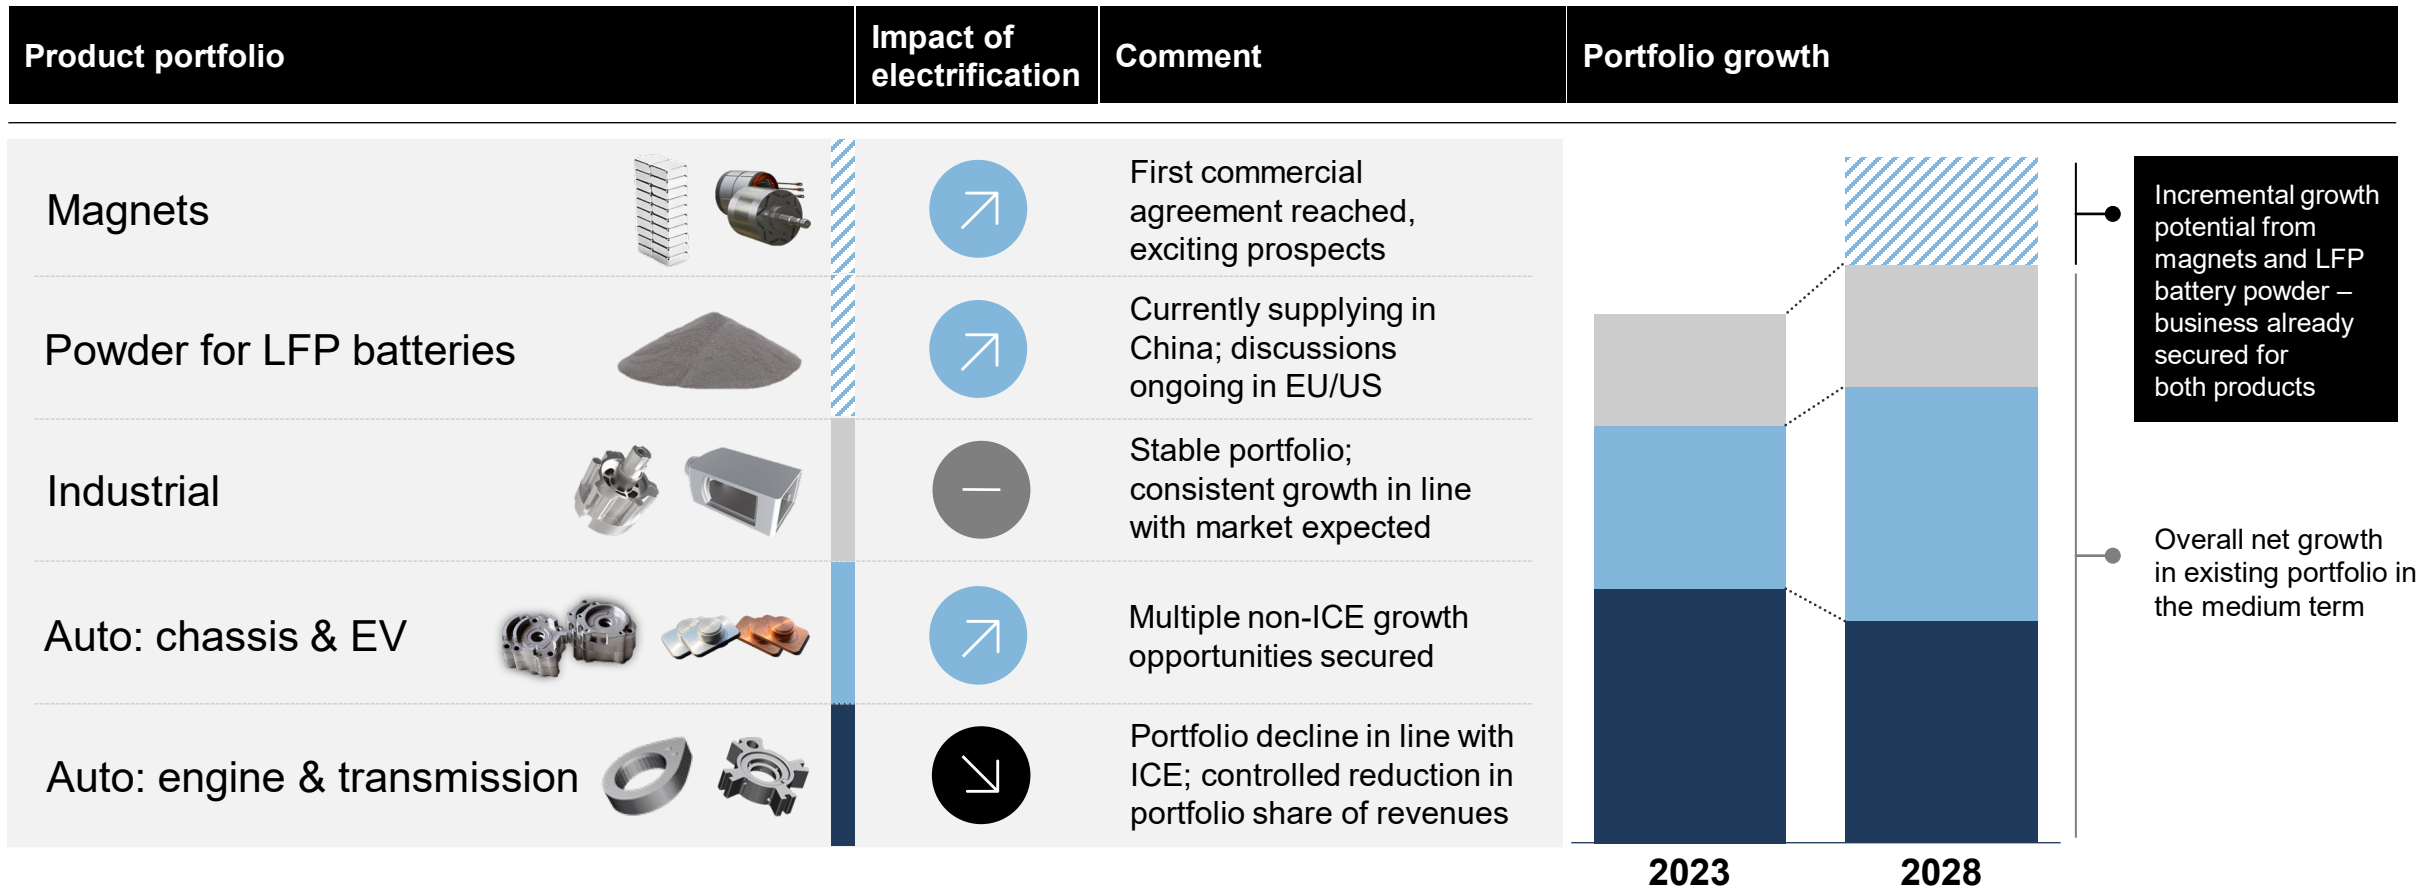 Product portfolio
Impact of
electrification
Comment
Portfolio growth
Magnets
First commercial
agreement reached,
exciting prospects
Powder for LFP batteries
Currently supplying in
China; discussions
ongoing in EU/US
Industrial
Stable portfolio;
consistent growth in line
with market expected
Auto: chassis & EV
Multiple non-ICE growth
opportunities secured
Auto: engine & transmission
Portfolio decline in line with
ICE; controlled reduction in
portfolio share of revenues
2023
2028
Incremental growth
potential from
magnets and LFP
battery powder –
business already
secured for
both products
Overall net growth
in existing portfolio in
the medium term